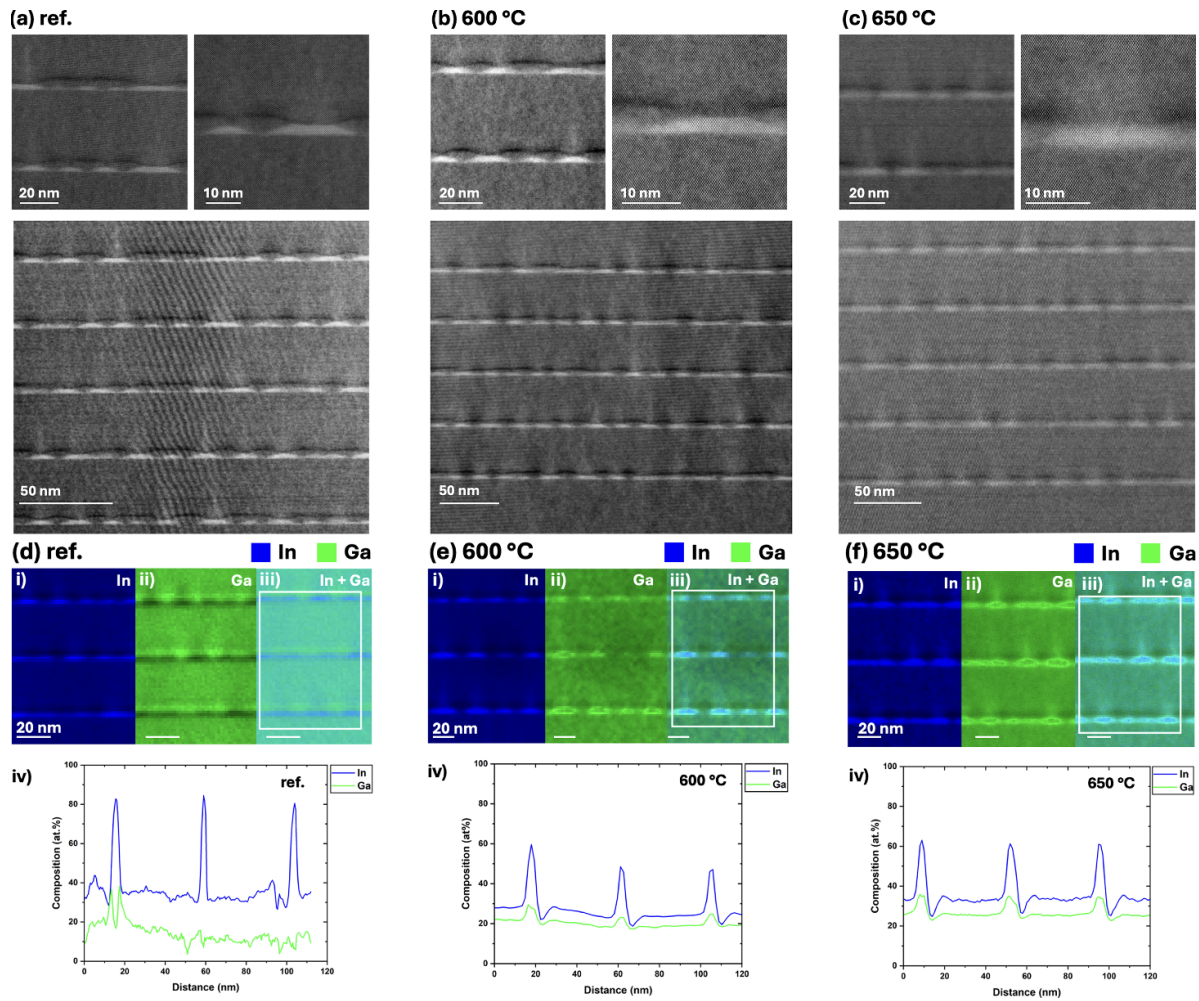 (a) ref.
(b) 600 ºC
(c) 650 ºC
20 nm
10 nm
20 nm
10 nm
20 nm
10 nm
50 nm
50 nm
50 nm
(d) ref.
In
Ga
(e) 600 ºC
In
Ga
(f) 650 ºC
In
Ga
i)
In
ii)
Ga
iii)
In + Ga
20 nm
i)
In
ii)
Ga
iii)
In + Ga
20 nm
i)
In
ii)
Ga
iii)
In + Ga
20 nm
iv)
ref.
In
Ga
Composition (at.%)
100
80
60
40
20
0
0
20
40
60
80
100
120
Distance (nm)
iv)
600 ºC
In
Ga
Composition (at%)
100
80
60
40
20
0
0
20
40
60
80
100
120
Distance (nm)
iv)
650 ºC
In
Ga
Composition (at.%)
100
80
60
40
20
0
0
20
40
60
80
100
120
Distance (nm)